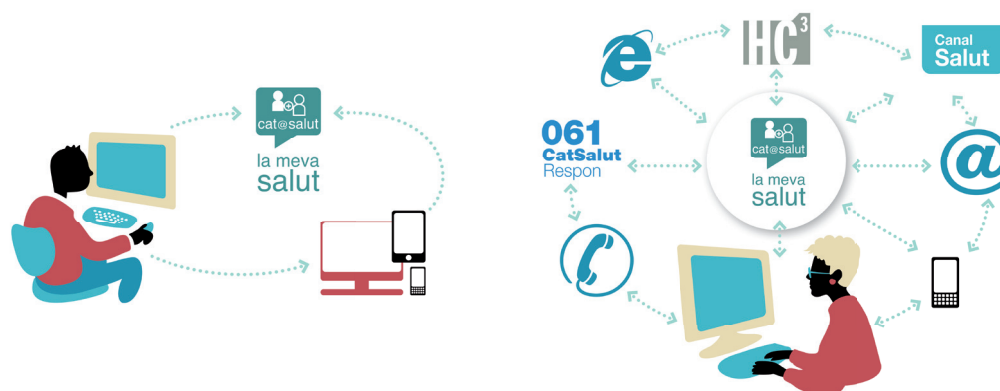 cat@salut
la meva
salut
HC3
Canal
Salut
061
CatSalut
Respon
cat@salut
la meva
salut
e
@